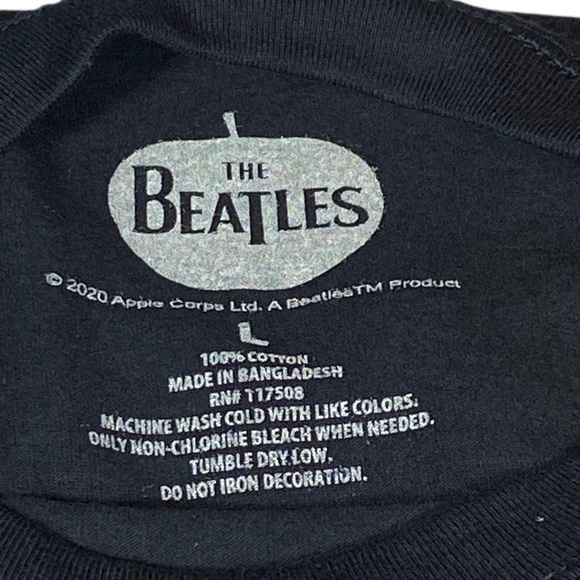 THE
BEATLES
© 2020 Apple Corps Ltd. A Beatles™ Product
L
100% COTTON
MADE IN BANGLADESH
RN# 117508
MACHINE WASH COLD WITH LIKE COLORS.
ONLY NON-CHLORINE BLEACH WHEN NEEDED.
TUMBLE DRY LOW.
DO NOT IRON DECORATION.